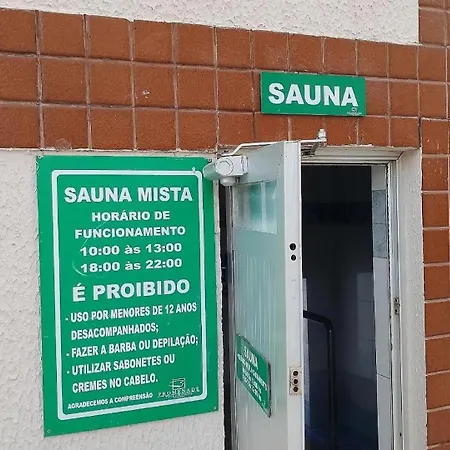 SAUNA
SAUNA MISTA
HORÁRIO DE
FUNCIONAMENTO
10:00 às 13:00
18:00 às 22:00
É PROIBIDO
- USO POR MENORES DE 12 ANOS
DESACOMPANHADOS;
- FAZER A BARBA OU DEPILAÇÃO;
- UTILIZAR SABONETES OU
CREMES NO CABELO.
AGRADECEMOS A COMPREENSÃO
SAUNA